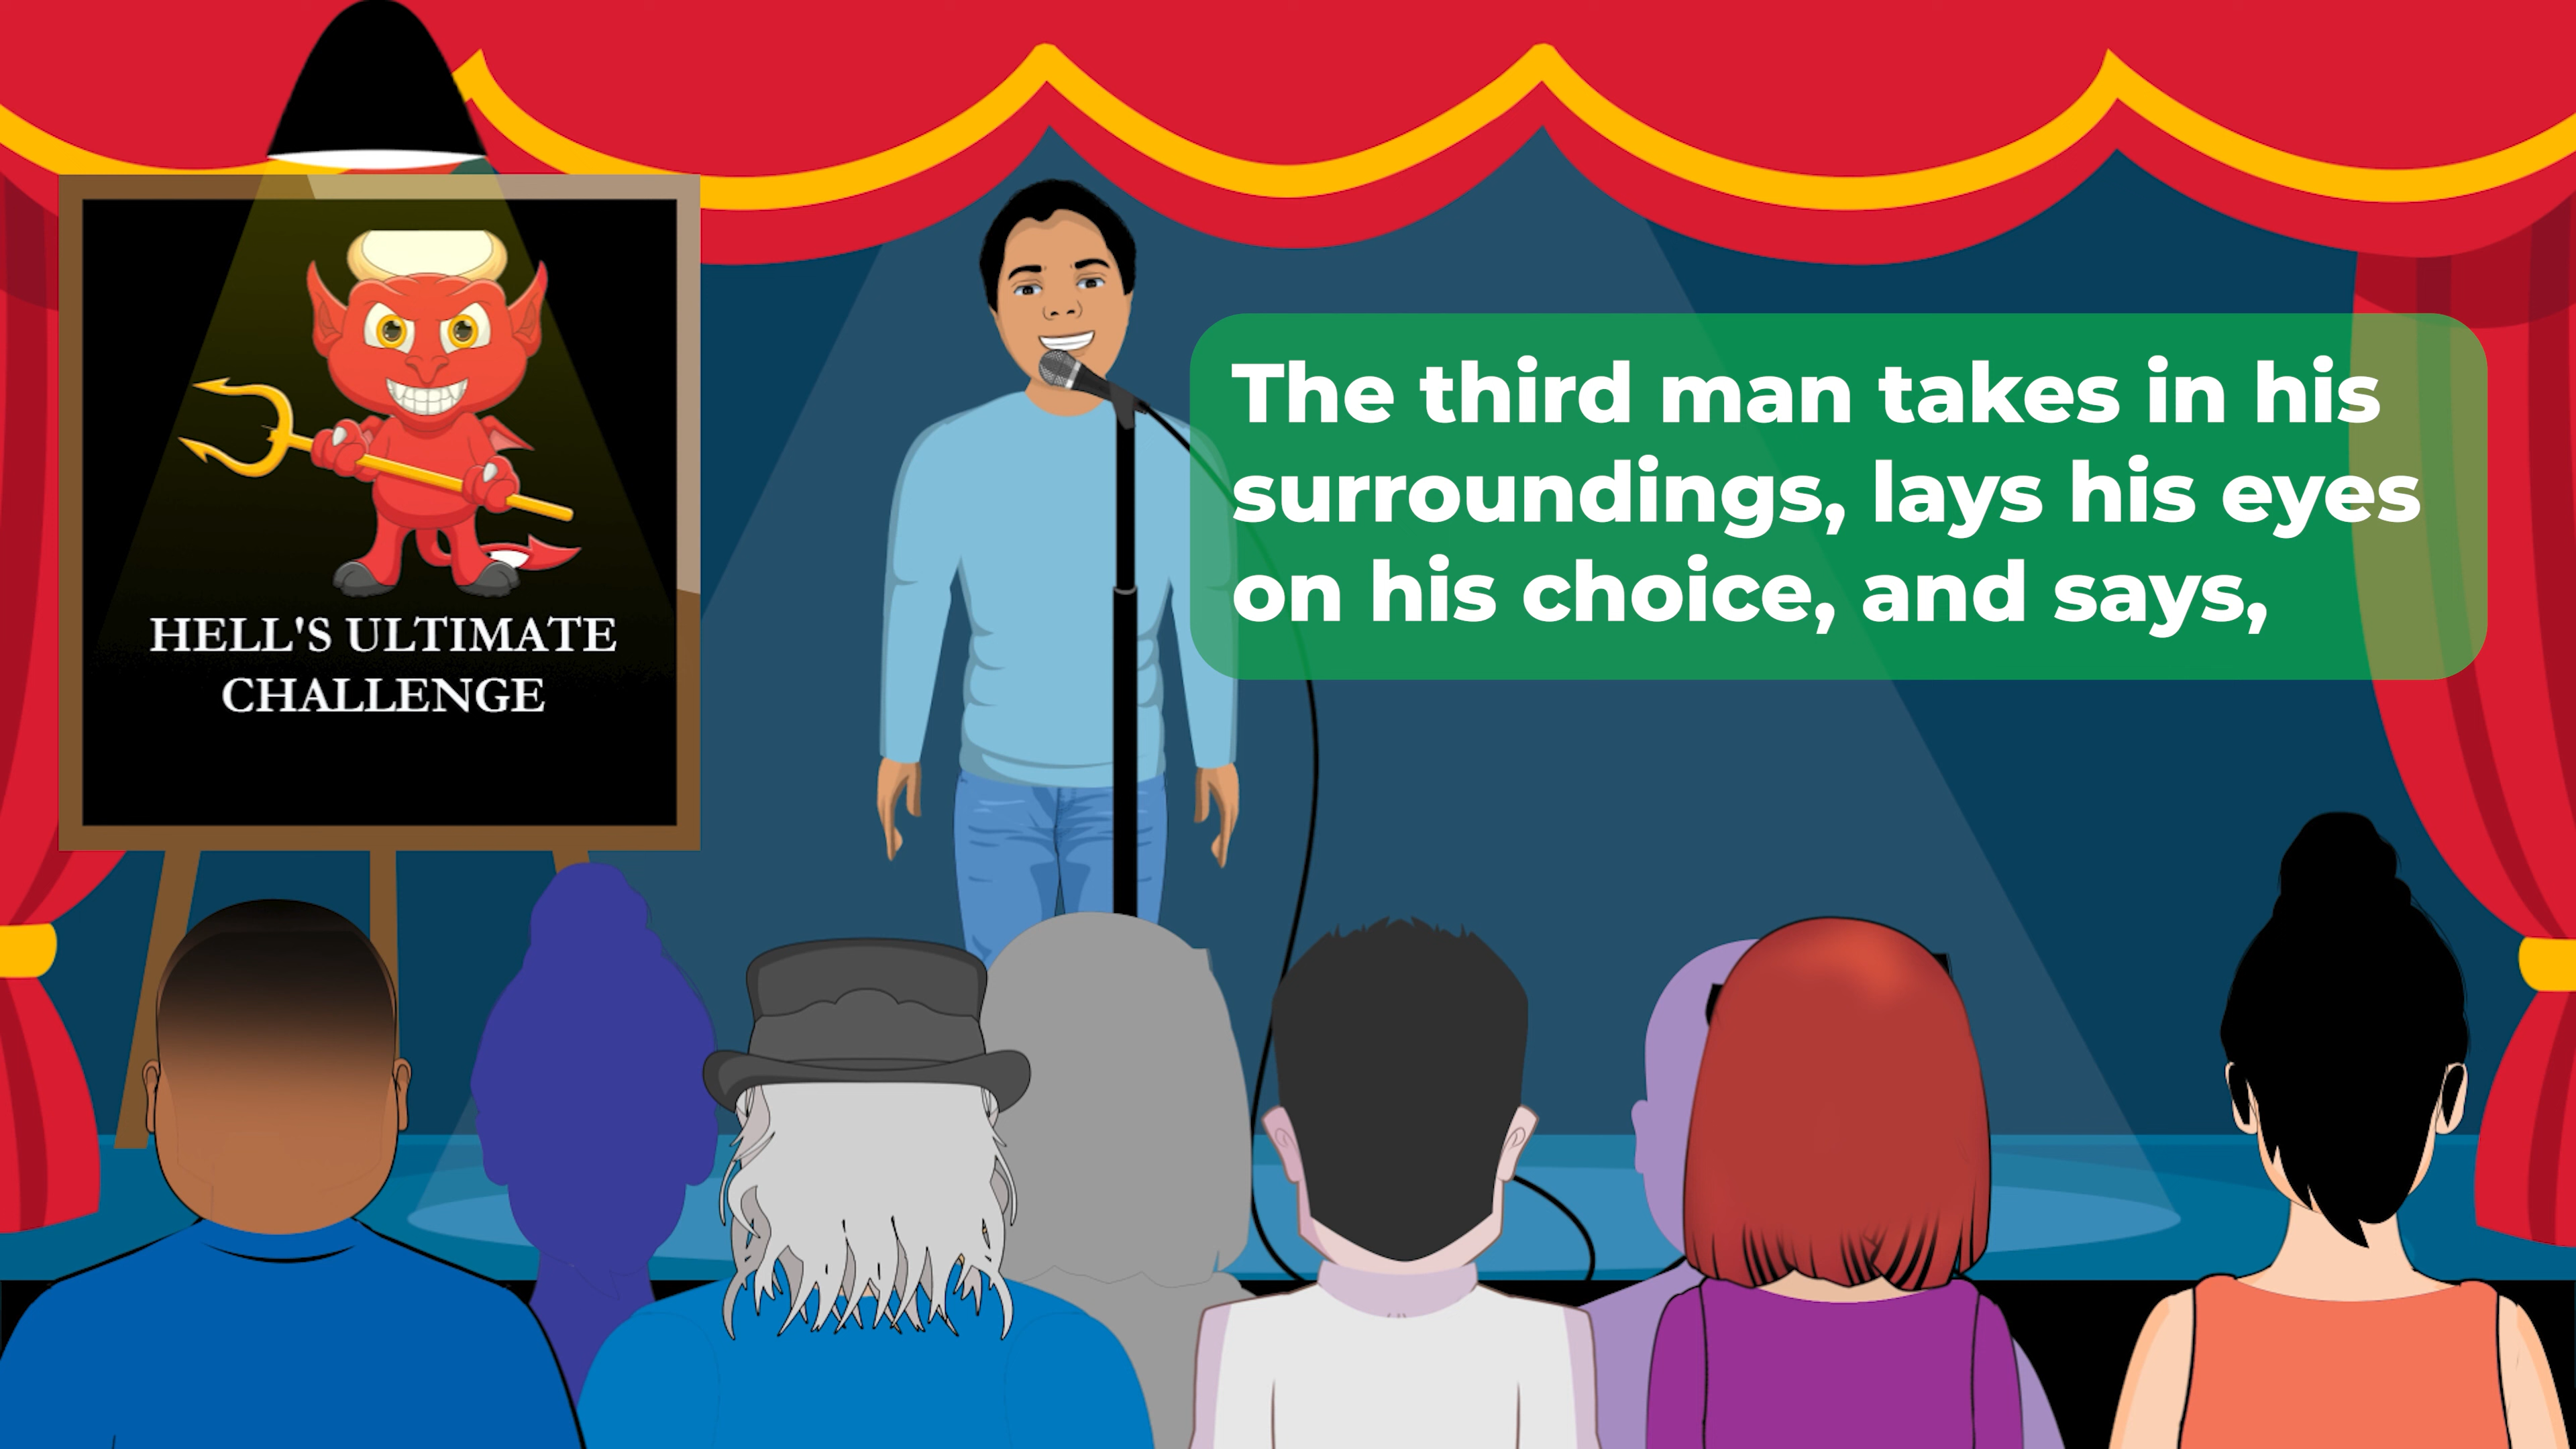 HELL'S ULTIMATE
CHALLENGE
The third man takes in his
surroundings, lays his eyes
on his choice, and says,